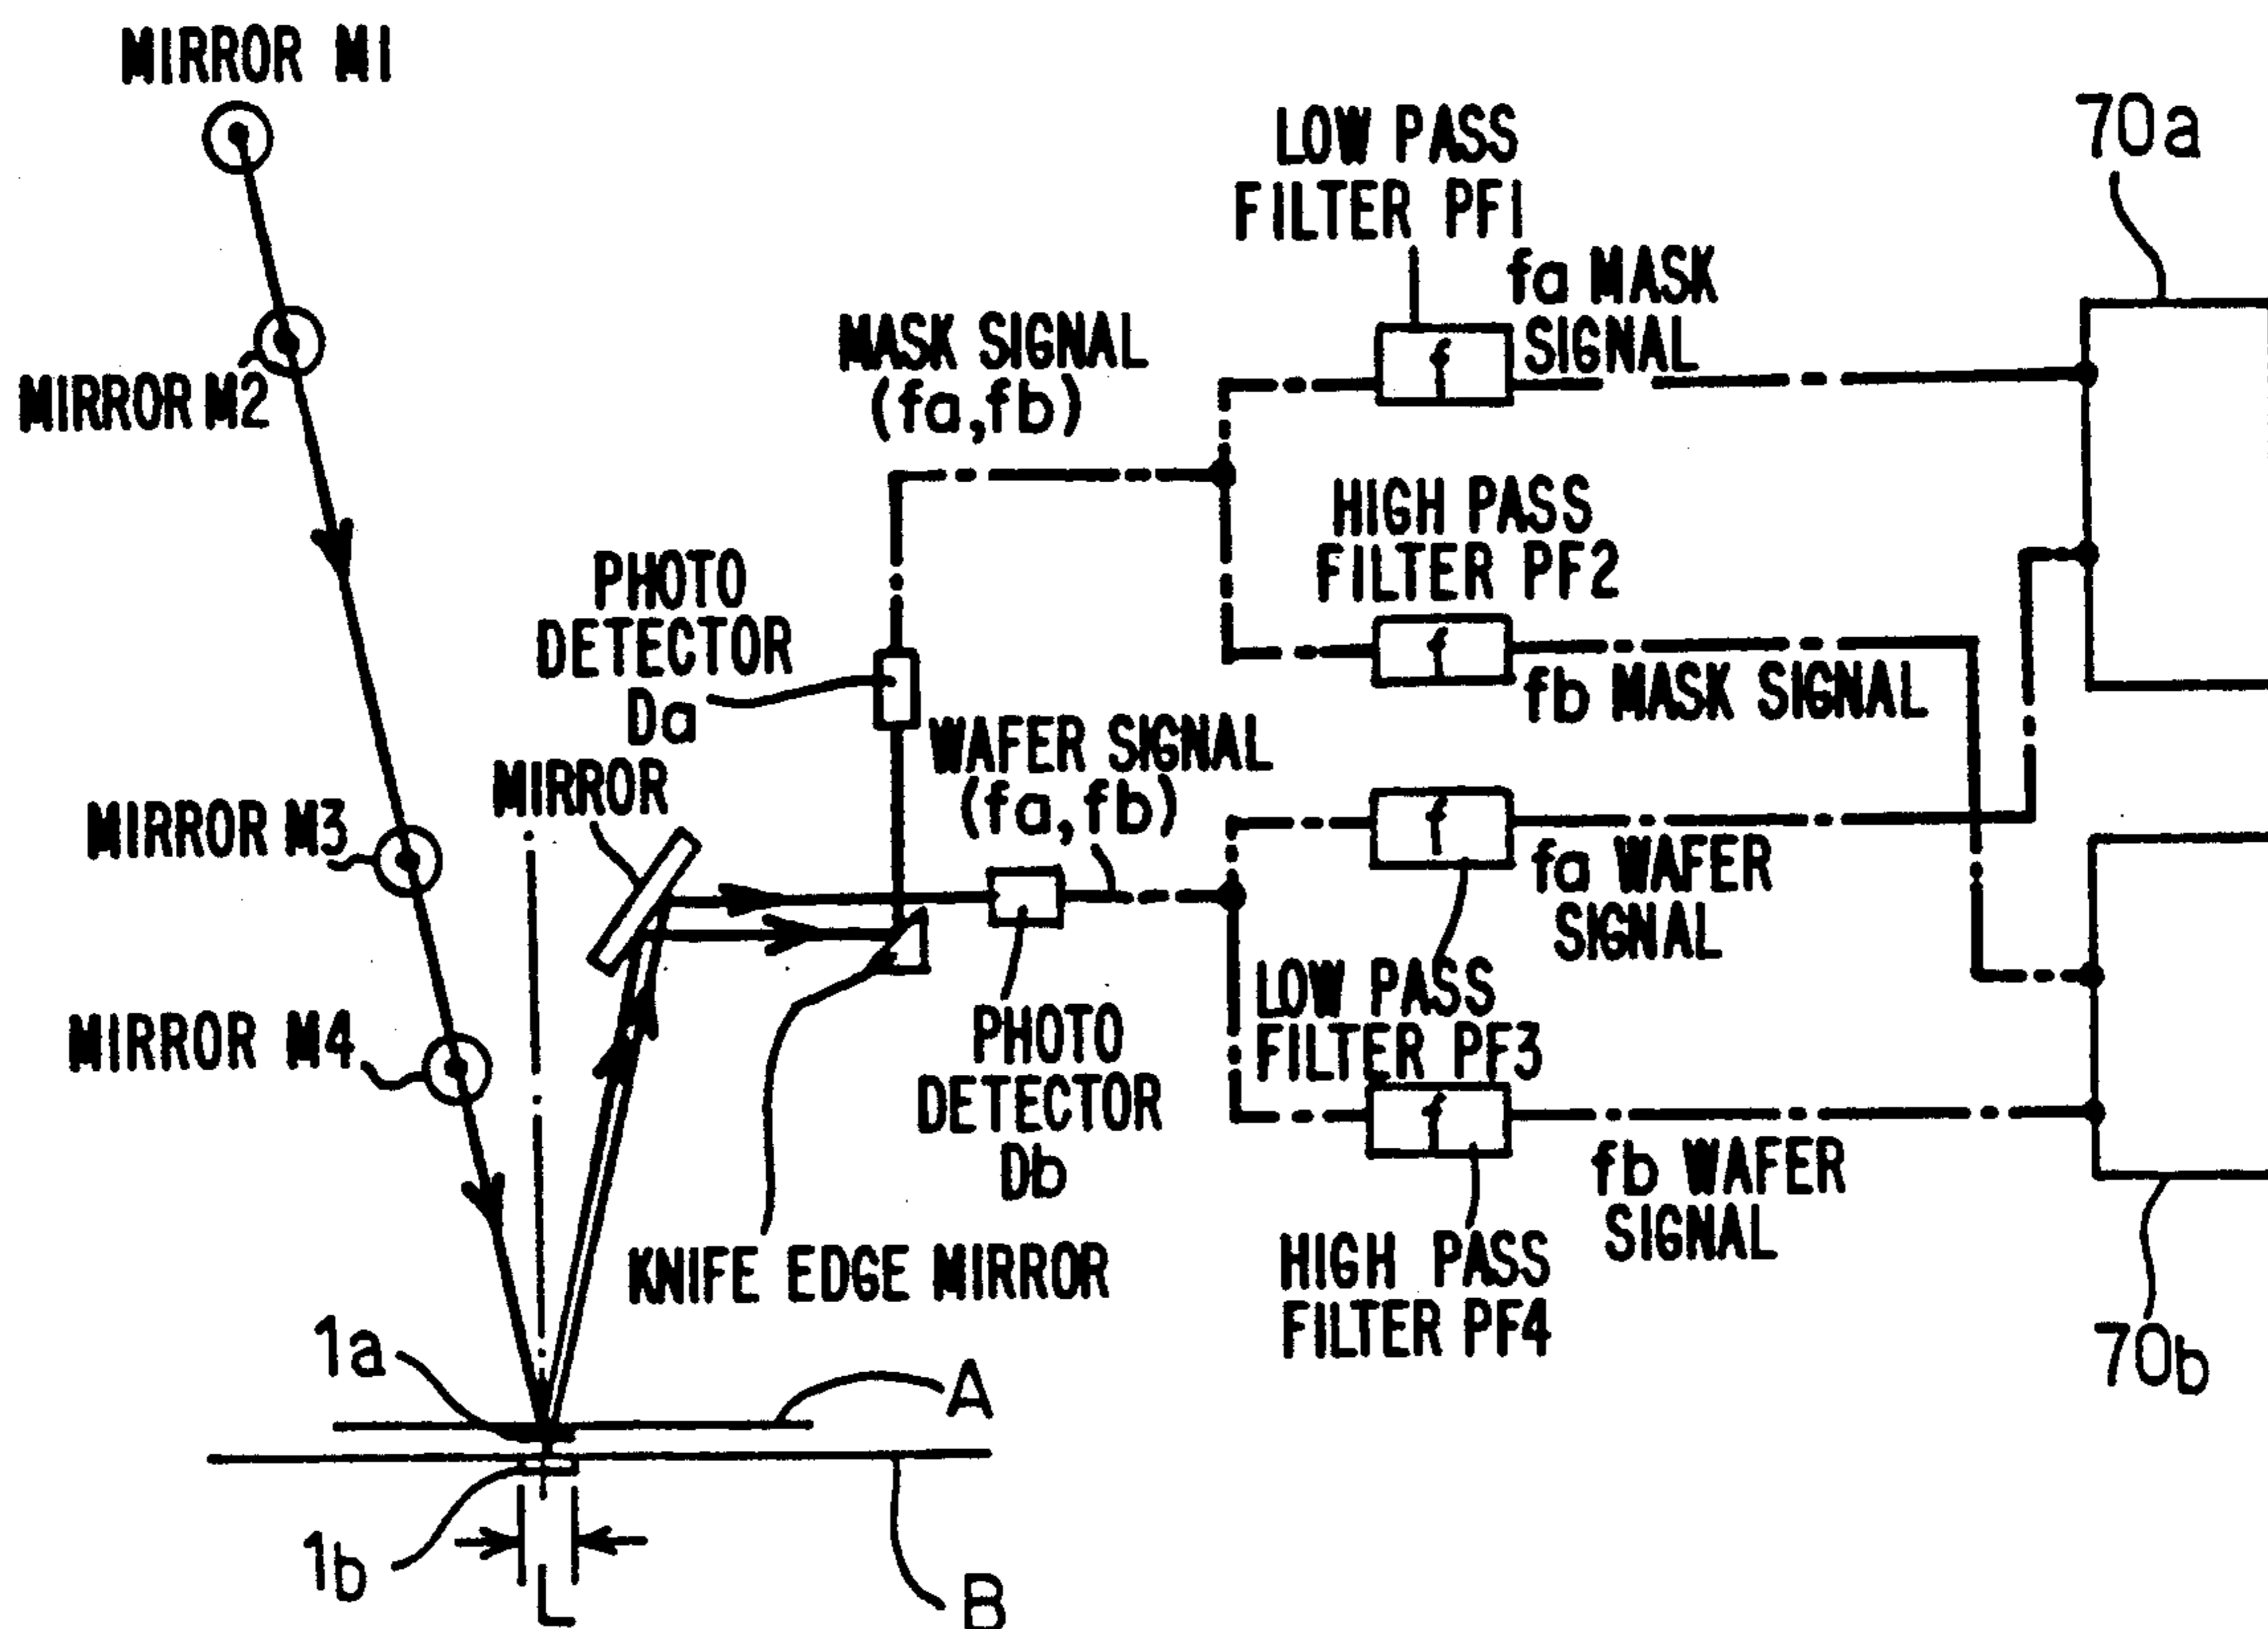 MIRROR M1
LOW PASS
FILTER PF1
70a
fa MASK
SIGNAL
MASK SIGNAL
(fa,fb)
MIRROR M2
HIGH PASS
FILTER PF2
PHOTO
DETECTOR
Da
fb MASK SIGNAL
WAFER SIGNAL
(fa,fb)
MIRROR
MIRROR M3
fa WAFER
SIGNAL
LOW PASS
FILTER PF3
MIRROR M4
PHOTO
DETECTOR
Db
fb WAFER
SIGNAL
KNIFE EDGE MIRROR
HIGH PASS
FILTER PF4
70b
1a
A
1b
L
B
f
f
f
f